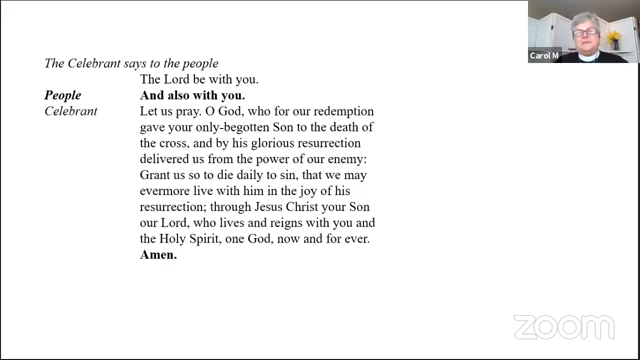 The Celebrant says to the people
The Lord be with you.
People And also with you.
Celebrant Let us pray. O God, who for our redemption
gave your only-begotten Son to the death of
the cross, and by his glorious resurrection
delivered us from the power of our enemy:
Grant us so to die daily to sin, that we may
evermore live with him in the joy of his
resurrection; through Jesus Christ your Son
our Lord, who lives and reigns with you and
the Holy Spirit, one God, now and for ever.
Amen.
Carol M
zoom